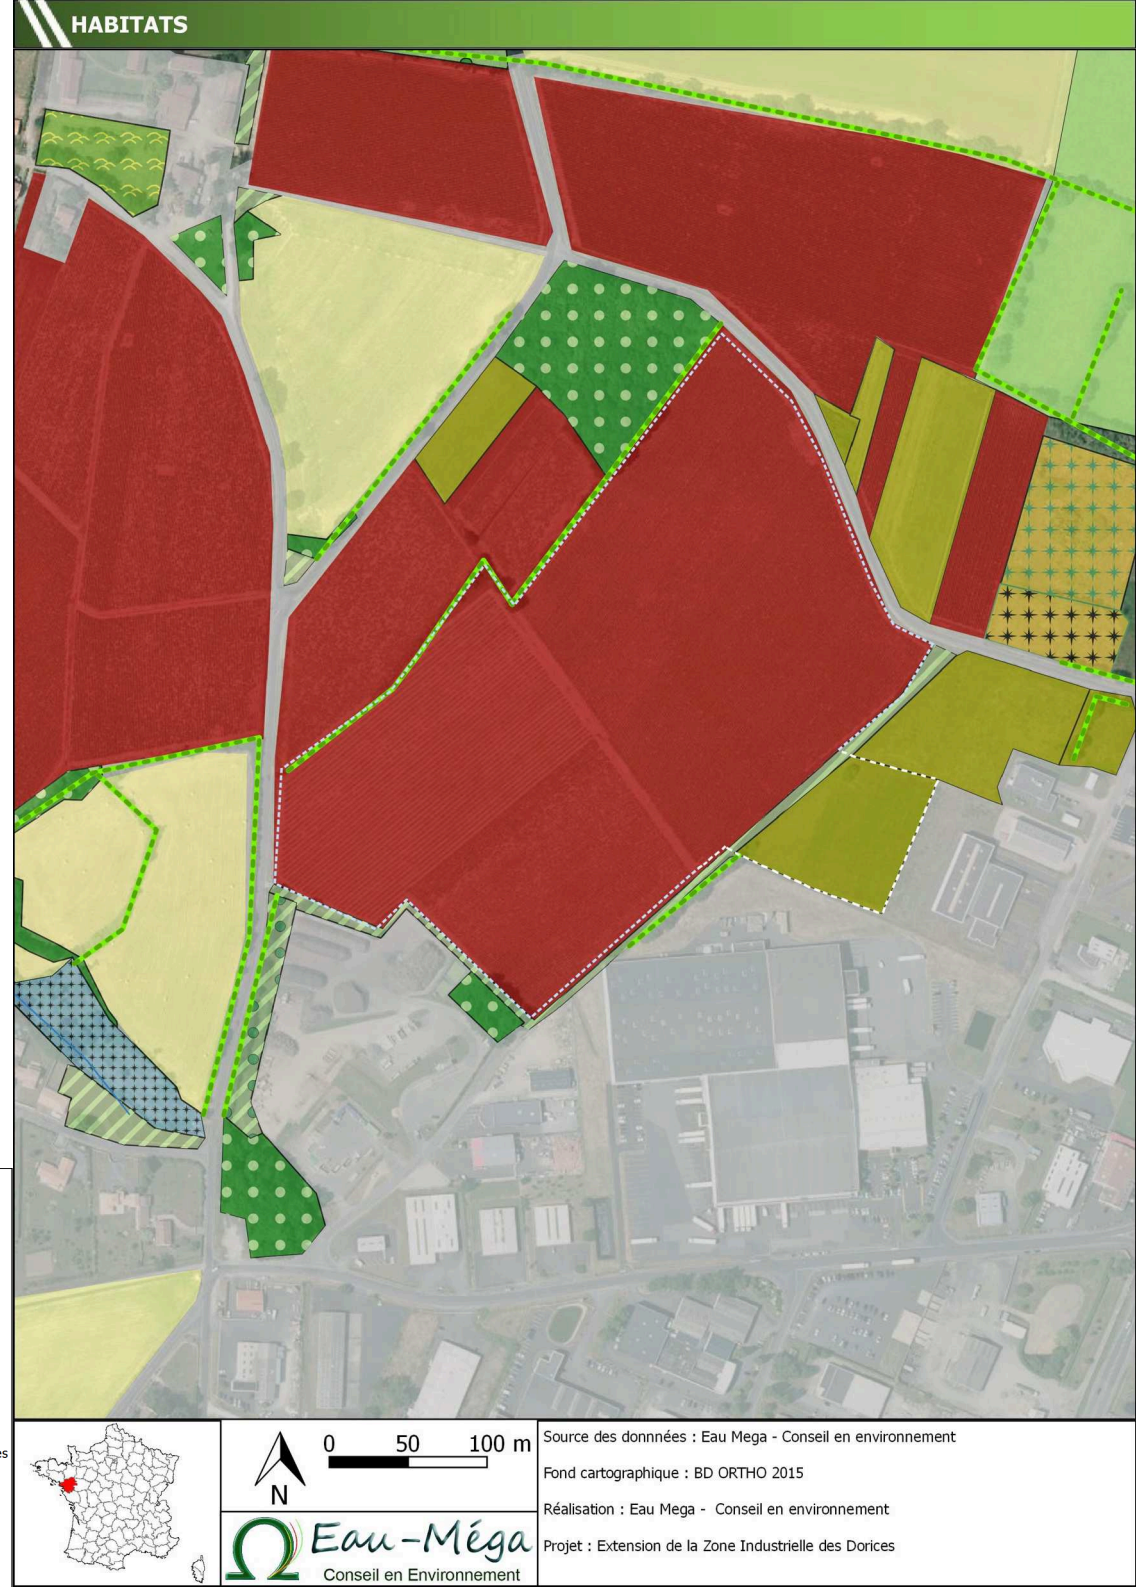 HABITATS
es
0 50 100 m
N
Eau-Méga
Conseil en Environnement
Source des donnnées : Eau Mega - Conseil en environnement
Fond cartographique : BD ORTHO 2015
Réalisation : Eau Mega - Conseil en environnement
Projet : Extension de la Zone Industrielle des Dorices